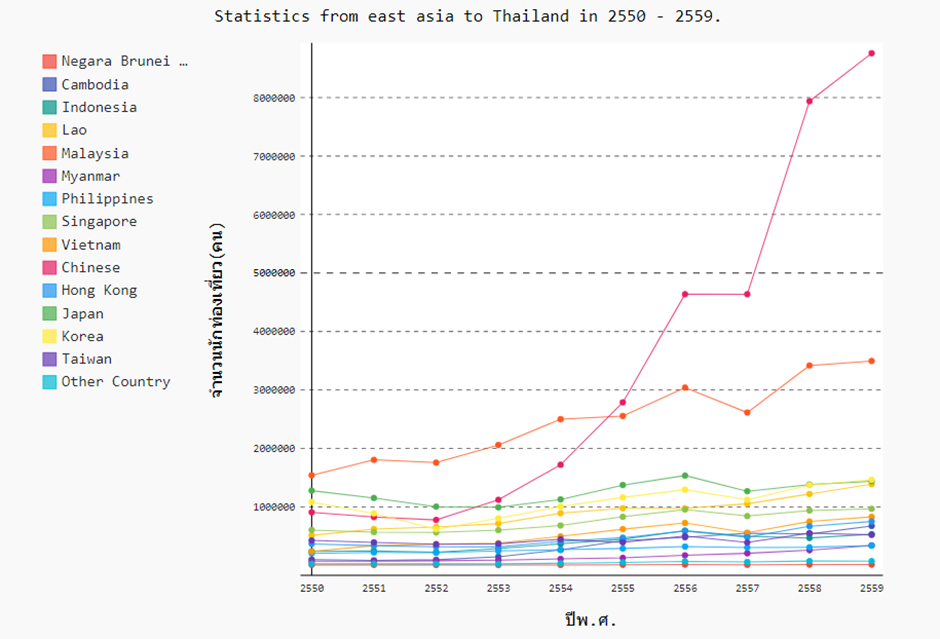 Statistics from east asia to Thailand in 2550 - 2559.
Negara Brunei …
Cambodia
Indonesia
Lao
Malaysia
Myanmar
Philippines
Singapore
Vietnam
Chinese
Hong Kong
Japan
Korea
Taiwan
Other Country
จำนวนนักท่องเที่ยว(คน)
8000000
7000000
6000000
5000000
4000000
3000000
2000000
1000000
2550 2551 2552 2553 2554 2555 2556 2557 2558 2559
ปีพ.ศ.